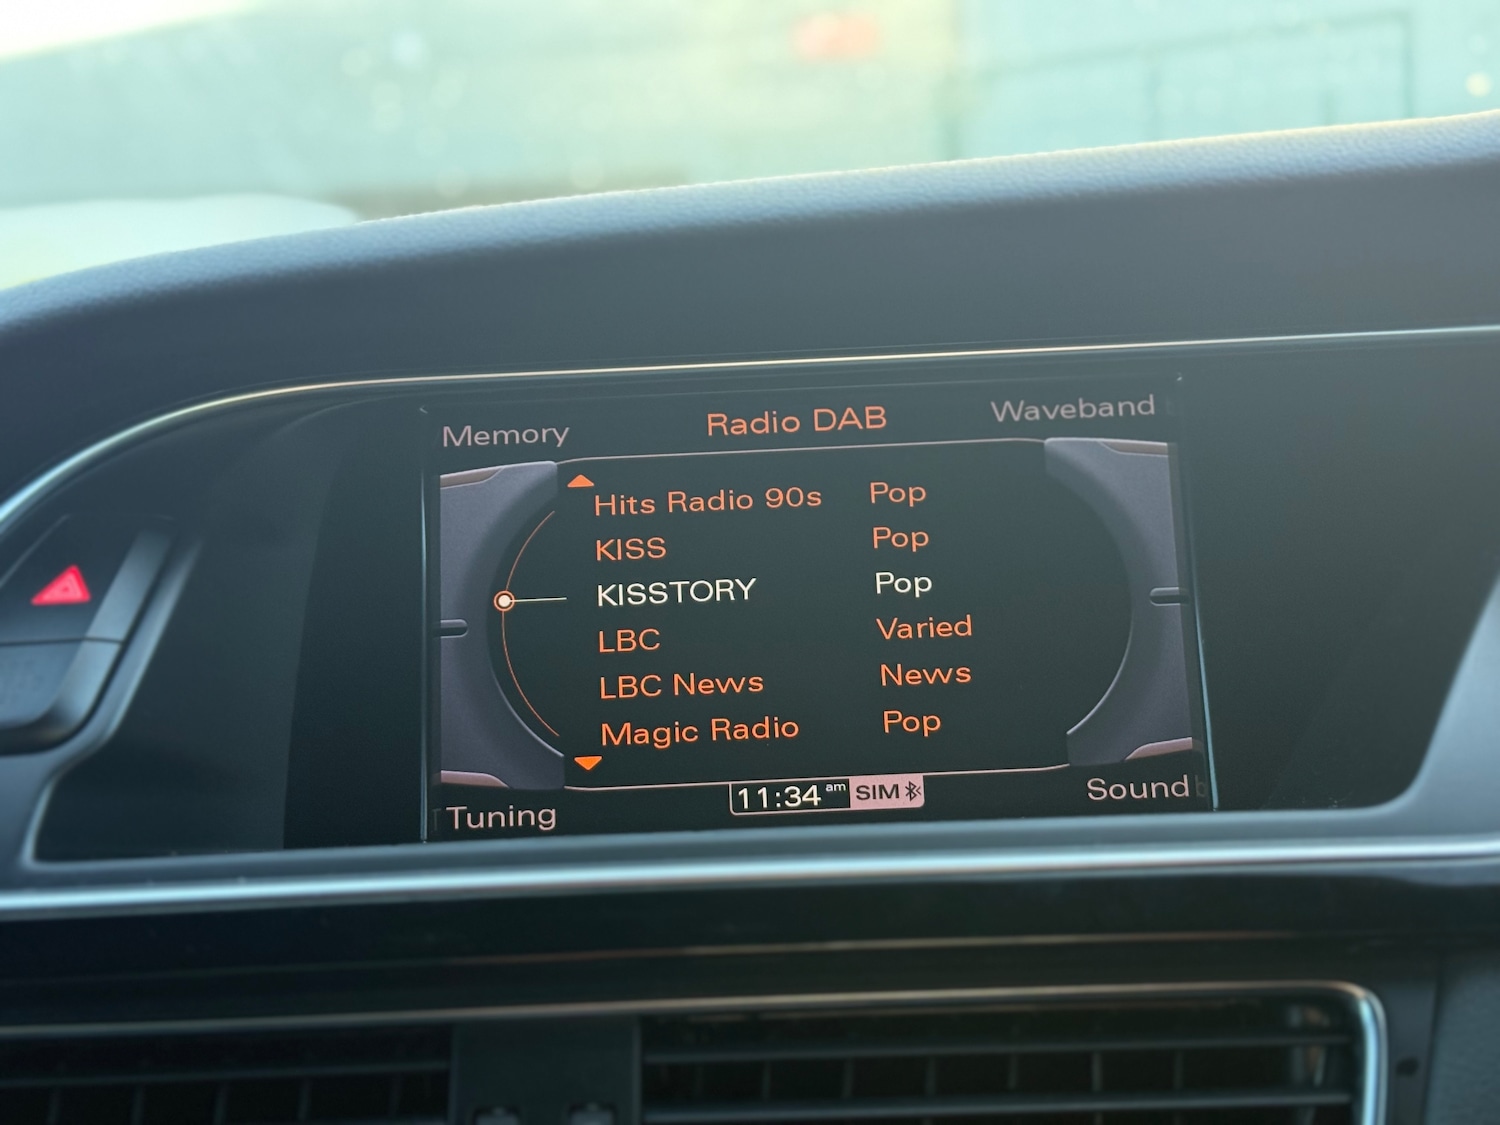 Memory
Radio DAB
Waveband
Hits Radio 90s Pop
KISS Pop
KISSTORY Pop
LBC Varied
LBC News News
Magic Radio Pop
Tuning
11:34 am SIM
Sound